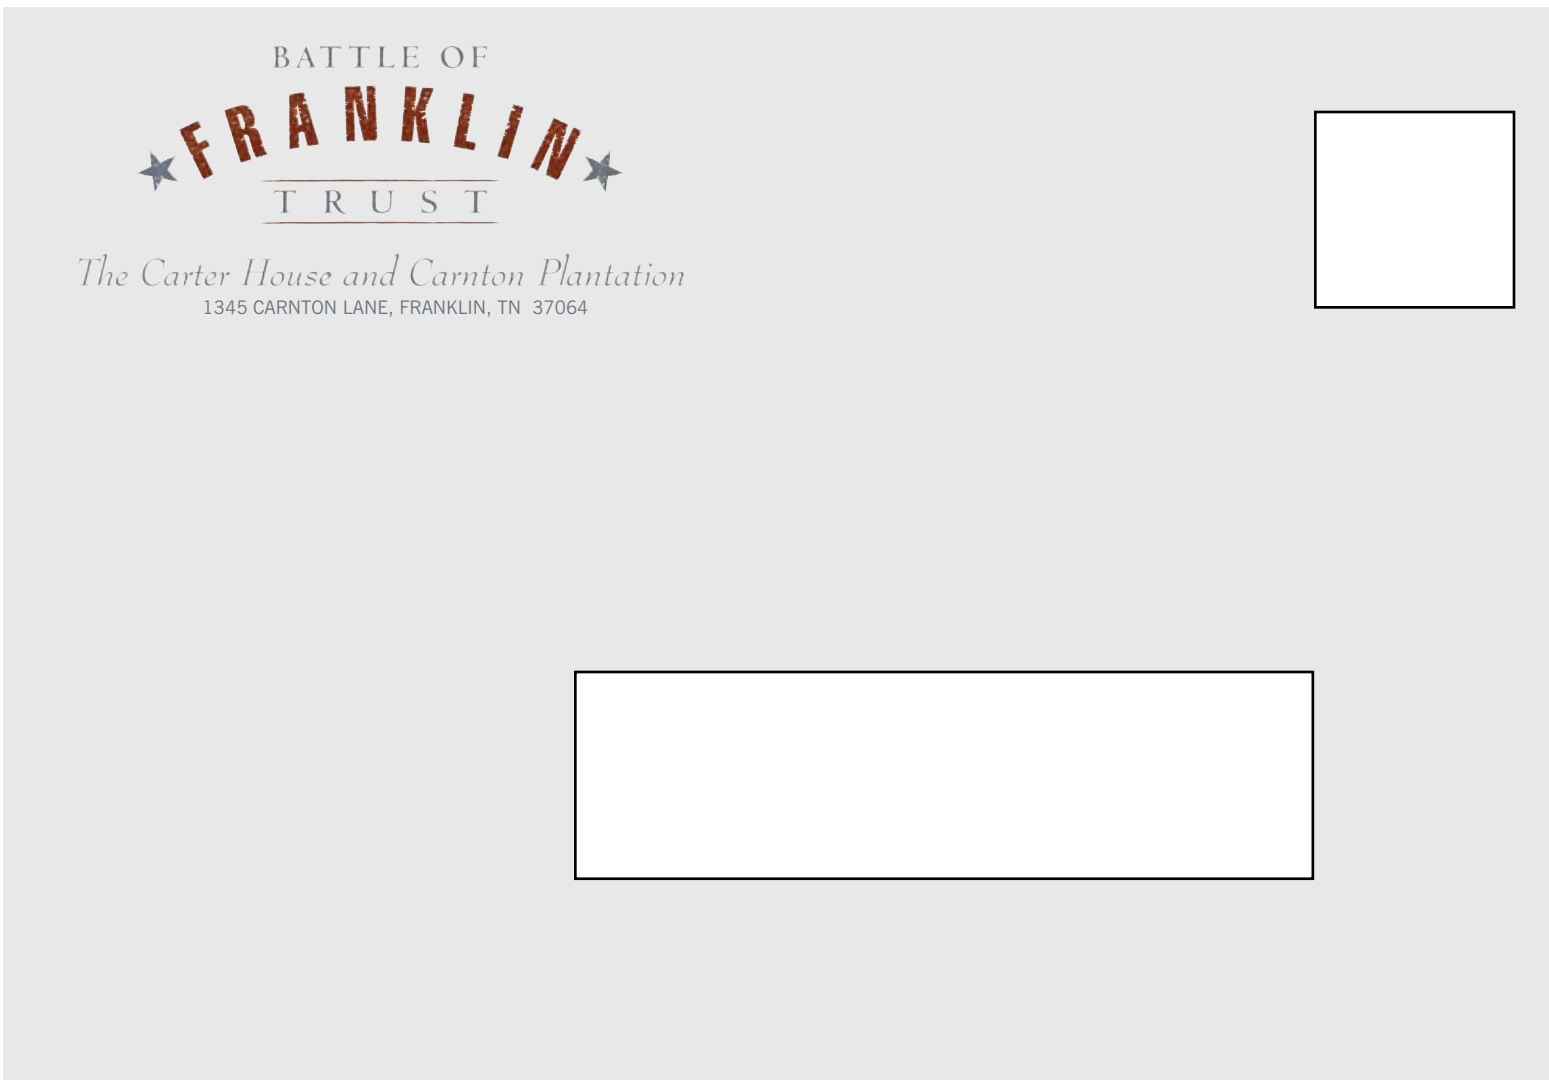 BATTLE OF
FRANKLIN
TRUST
The Carter House and Carnton Plantation
1345 CARNTON LANE, FRANKLIN, TN  37064